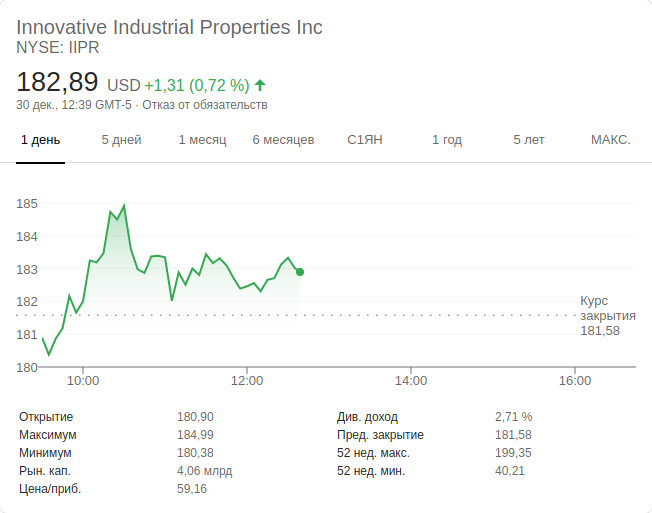 Innovative Industrial Properties Inc
NYSE: IIPR
182,89 USD +1,31 (0,72 %)
30 дек., 12:39 GMT-5 · Отказ от обязательств
1 день 5 дней 1 месяц 6 месяцев С1ЯН 1 год 5 лет МАКС.
185
184
183
182
181
180
Курс
закрытия
181,58
10:00 12:00 14:00 16:00
Открытие 180,90
Максимум 184,99
Минимум 180,38
Рын. кап. 4,06 млрд
Цена/приб. 59,16
Див. доход 2,71 %
Пред. закрытие 181,58
52 нед. макс. 199,35
52 нед. мин. 40,21